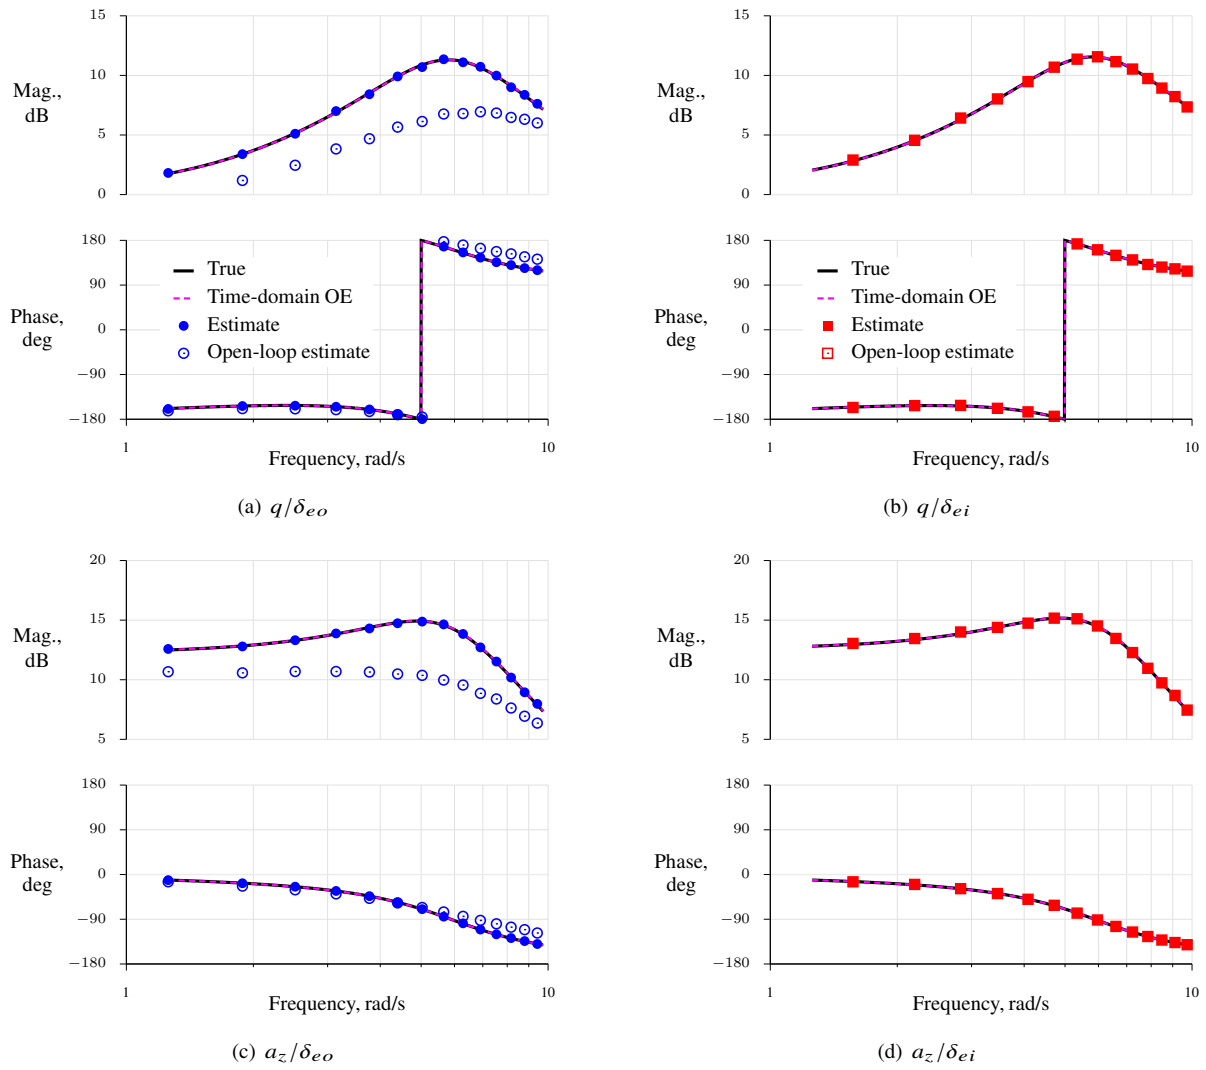 15
10
5
0
Mag.,
dB
180
90
0
−90
−180
Phase,
deg
True
Time-domain OE
Estimate
Open-loop estimate
1
10
Frequency, rad/s
(a) q/δeo
15
10
5
0
Mag.,
dB
180
90
0
−90
−180
Phase,
deg
True
Time-domain OE
Estimate
Open-loop estimate
1
10
Frequency, rad/s
(b) q/δei
20
15
10
5
Mag.,
dB
180
90
0
−90
−180
Phase,
deg
1
10
Frequency, rad/s
(c) az/δeo
20
15
10
5
Mag.,
dB
180
90
0
−90
−180
Phase,
deg
1
10
Frequency, rad/s
(d) az/δei